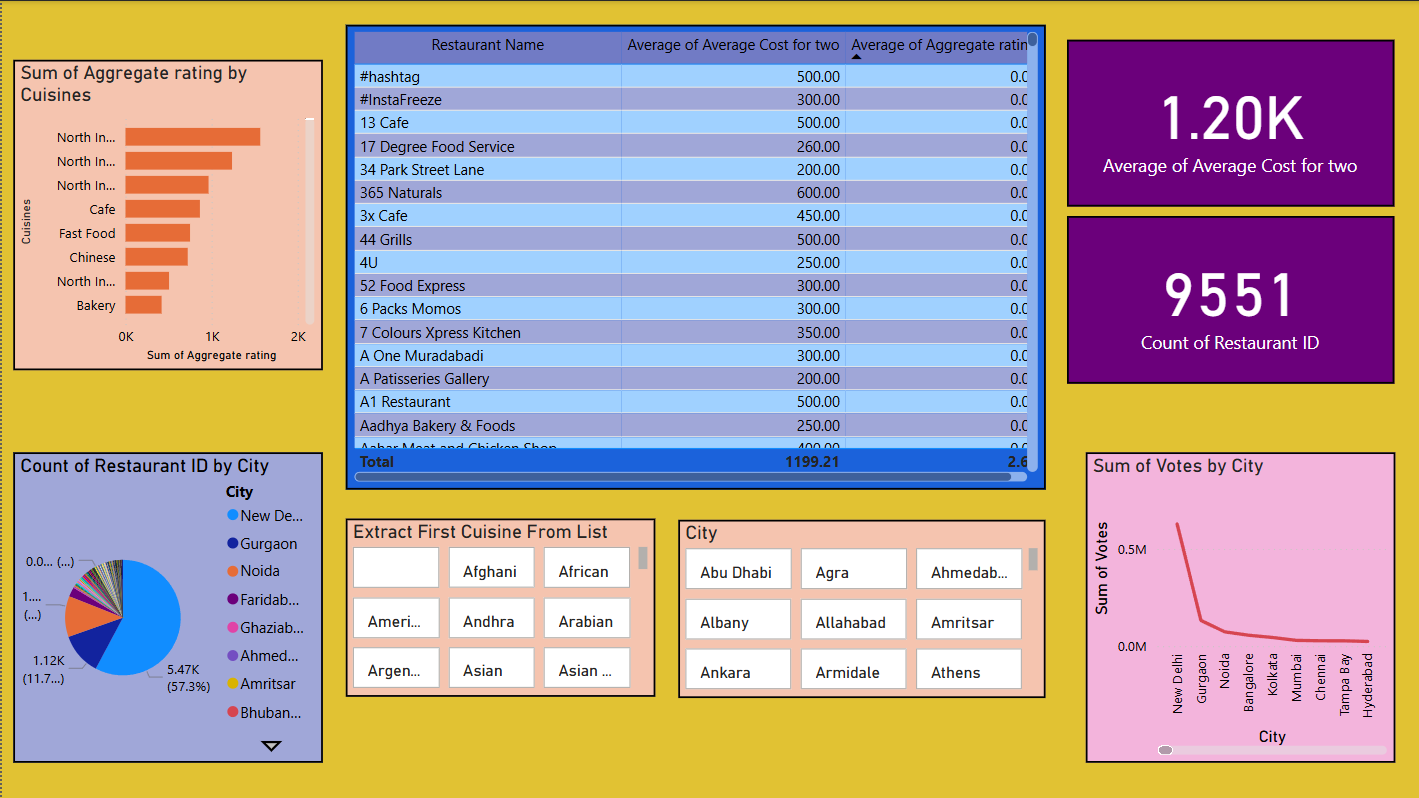 Sum of Aggregate rating by
Cuisines
Cuisines
North In...
North In...
North In...
Cafe
Fast Food
Chinese
North In...
Bakery
0K 1K 2K
Sum of Aggregate rating
Restaurant Name Average of Average Cost for two Average of Aggregate ratin
#hashtag 500.00 0.0
#InstaFreeze 300.00 0.0
13 Cafe 500.00 0.0
17 Degree Food Service 260.00 0.0
34 Park Street Lane 200.00 0.0
365 Naturals 600.00 0.0
3x Cafe 450.00 0.0
44 Grills 500.00 0.0
4U 250.00 0.0
52 Food Express 300.00 0.0
6 Packs Momos 300.00 0.0
7 Colours Xpress Kitchen 350.00 0.0
A One Muradabadi 300.00 0.0
A Patisseries Gallery 200.00 0.0
A1 Restaurant 500.00 0.0
Aadhya Bakery & Foods 250.00 0.0
Aahar Meat and Chicken Shop 400.00 0.0
Total 1199.21 2.6
1.20K
Average of Average Cost for two
9551
Count of Restaurant ID
Count of Restaurant ID by City
City
New De...
Gurgaon
Noida
Faridab...
Ghaziab...
Ahmed...
Amritsar
Bhuban...
0.0... (...)
1....
(...)
1.12K
(11.7...)
5.47K
(57.3%)
Extract First Cuisine From List
Afghani African
Ameri... Andhra Arabian
Argen... Asian Asian ...
City
Abu Dhabi Agra Ahmedab...
Albany Allahabad Amritsar
Ankara Armidale Athens
Sum of Votes by City
Sum of Votes
0.5M
0.0M
New Delhi
Gurgaon
Noida
Bangalore
Kolkata
Mumbai
Chennai
Tampa Bay
Hyderabad
City